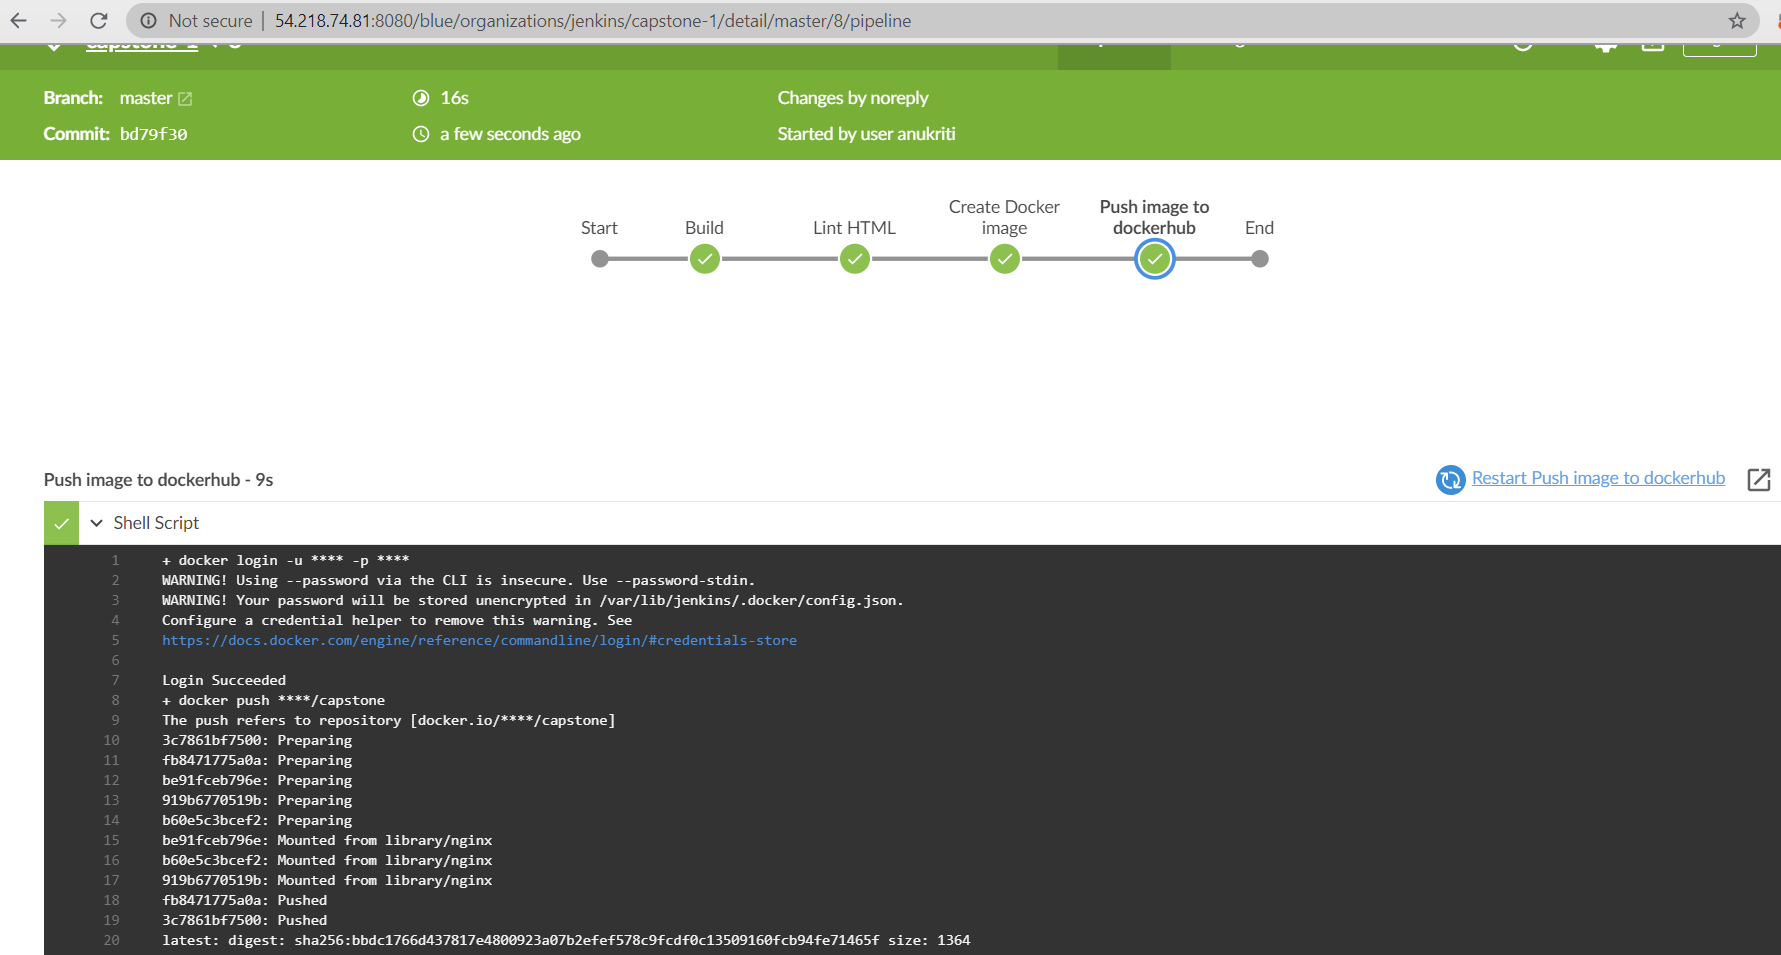 Not secure | 54.218.74.81:8080/blue/organizations/jenkins/capstone-1/detail/master/8/pipeline
capstone-1
Branch: master 16s Changes by noreply
Commit: bd79f30 a few seconds ago Started by user anukriti
Start Build Lint HTML Create Docker image Push image to dockerhub End
Push image to dockerhub - 9s Restart Push image to dockerhub
Shell Script
1 + docker login -u **** -p ****
2 WARNING! Using --password via the CLI is insecure. Use --password-stdin.
3 WARNING! Your password will be stored unencrypted in /var/lib/jenkins/.docker/config.json.
4 Configure a credential helper to remove this warning. See
5 https://docs.docker.com/engine/reference/commandline/login/#credentials-store
6
7 Login Succeeded
8 + docker push ****/capstone
9 The push refers to repository [docker.io/****/capstone]
10 3c7861bf7500: Preparing
11 fb8471775a0a: Preparing
12 be91fceb796e: Preparing
13 919b6770519b: Preparing
14 b60e5c3bcef2: Preparing
15 be91fceb796e: Mounted from library/nginx
16 b60e5c3bcef2: Mounted from library/nginx
17 919b6770519b: Mounted from library/nginx
18 fb8471775a0a: Pushed
19 3c7861bf7500: Pushed
20 latest: digest: sha256:bbdc1766d437817e4800923a07b2efef578c9fcdf0c13509160fcb94fe71465f size: 1364